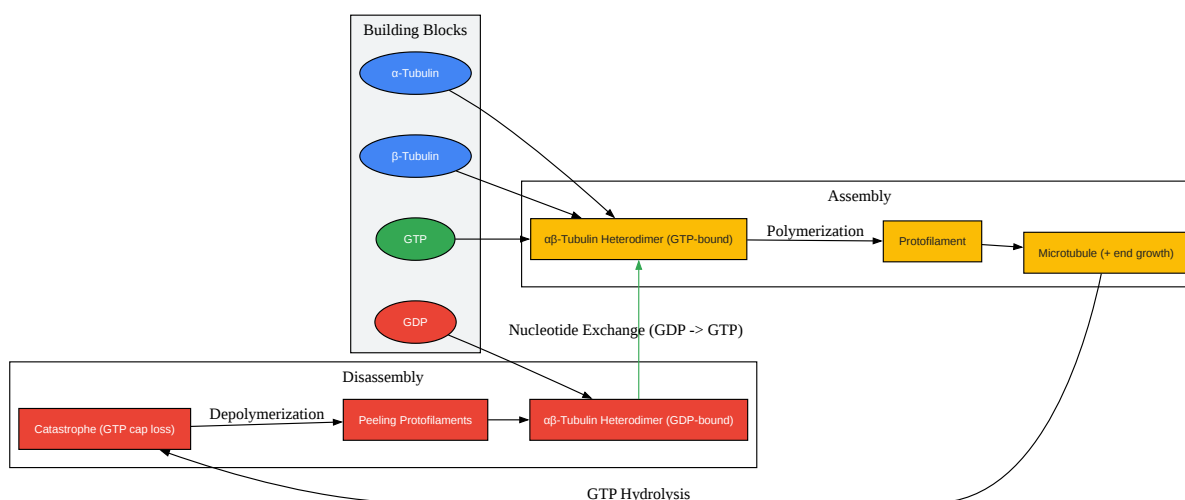 Building Blocks
α-Tubulin
β-Tubulin
GTP
GDP
Assembly
αβ-Tubulin Heterodimer (GTP-bound)
Polymerization
Protofilament
Microtubule (+ end growth)
Nucleotide Exchange (GDP -> GTP)
Disassembly
Catastrophe (GTP cap loss)
Depolymerization
Peeling Protofilaments
αβ-Tubulin Heterodimer (GDP-bound)
GTP Hydrolysis